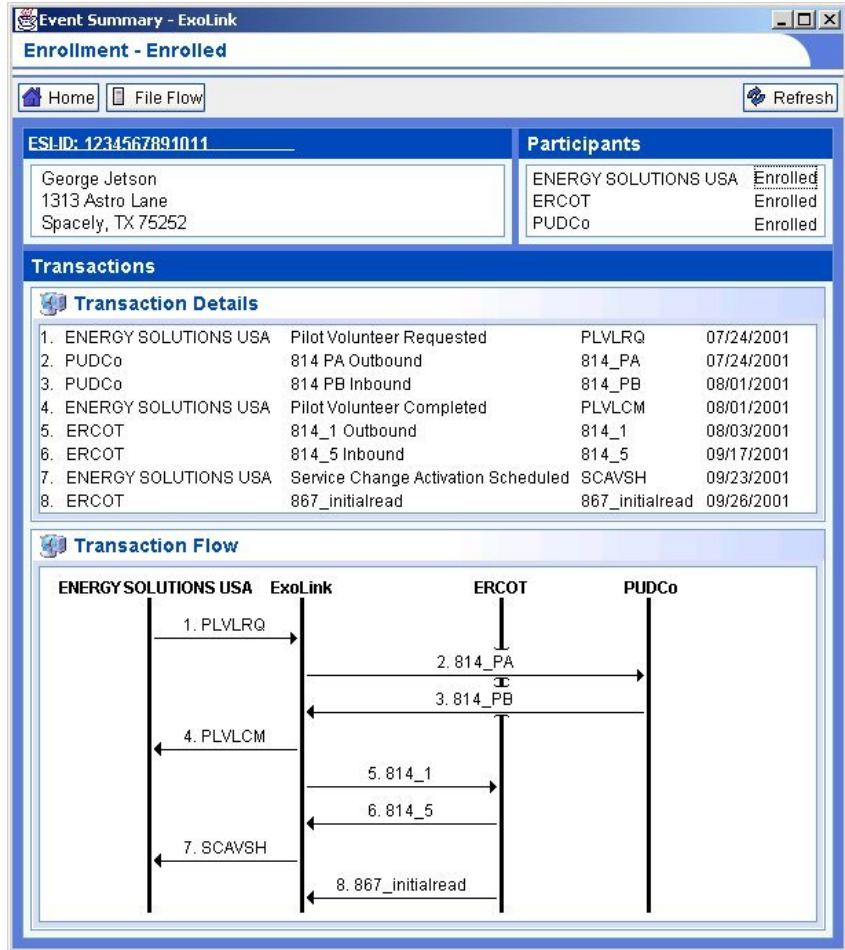 Event Summary - ExoLink
Enrollment - Enrolled
Home File Flow Refresh
ESI-ID: 1234567891011
George Jetson
1313 Astro Lane
Spacely, TX 75252
Participants
ENERGY SOLUTIONS USA Enrolled
ERCOT Enrolled
PUDCo Enrolled
Transactions
Transaction Details
1. ENERGY SOLUTIONS USA Pilot Volunteer Requested PLVLRQ 07/24/2001
2. PUDCo 814 PA Outbound 814_PA 07/24/2001
3. PUDCo 814 PB Inbound 814_PB 08/01/2001
4. ENERGY SOLUTIONS USA Pilot Volunteer Completed PLVLCM 08/01/2001
5. ERCOT 814_1 Outbound 814_1 08/03/2001
6. ERCOT 814_5 Inbound 814_5 09/17/2001
7. ENERGY SOLUTIONS USA Service Change Activation Scheduled SCAVSH 09/23/2001
8. ERCOT 867_initialread 867_initialread 09/26/2001
Transaction Flow
ENERGY SOLUTIONS USA ExoLink ERCOT PUDCo
1. PLVLRQ
2. 814_PA
3. 814_PB
4. PLVLCM
5. 814_1
6. 814_5
7. SCAVSH
8. 867_initialread